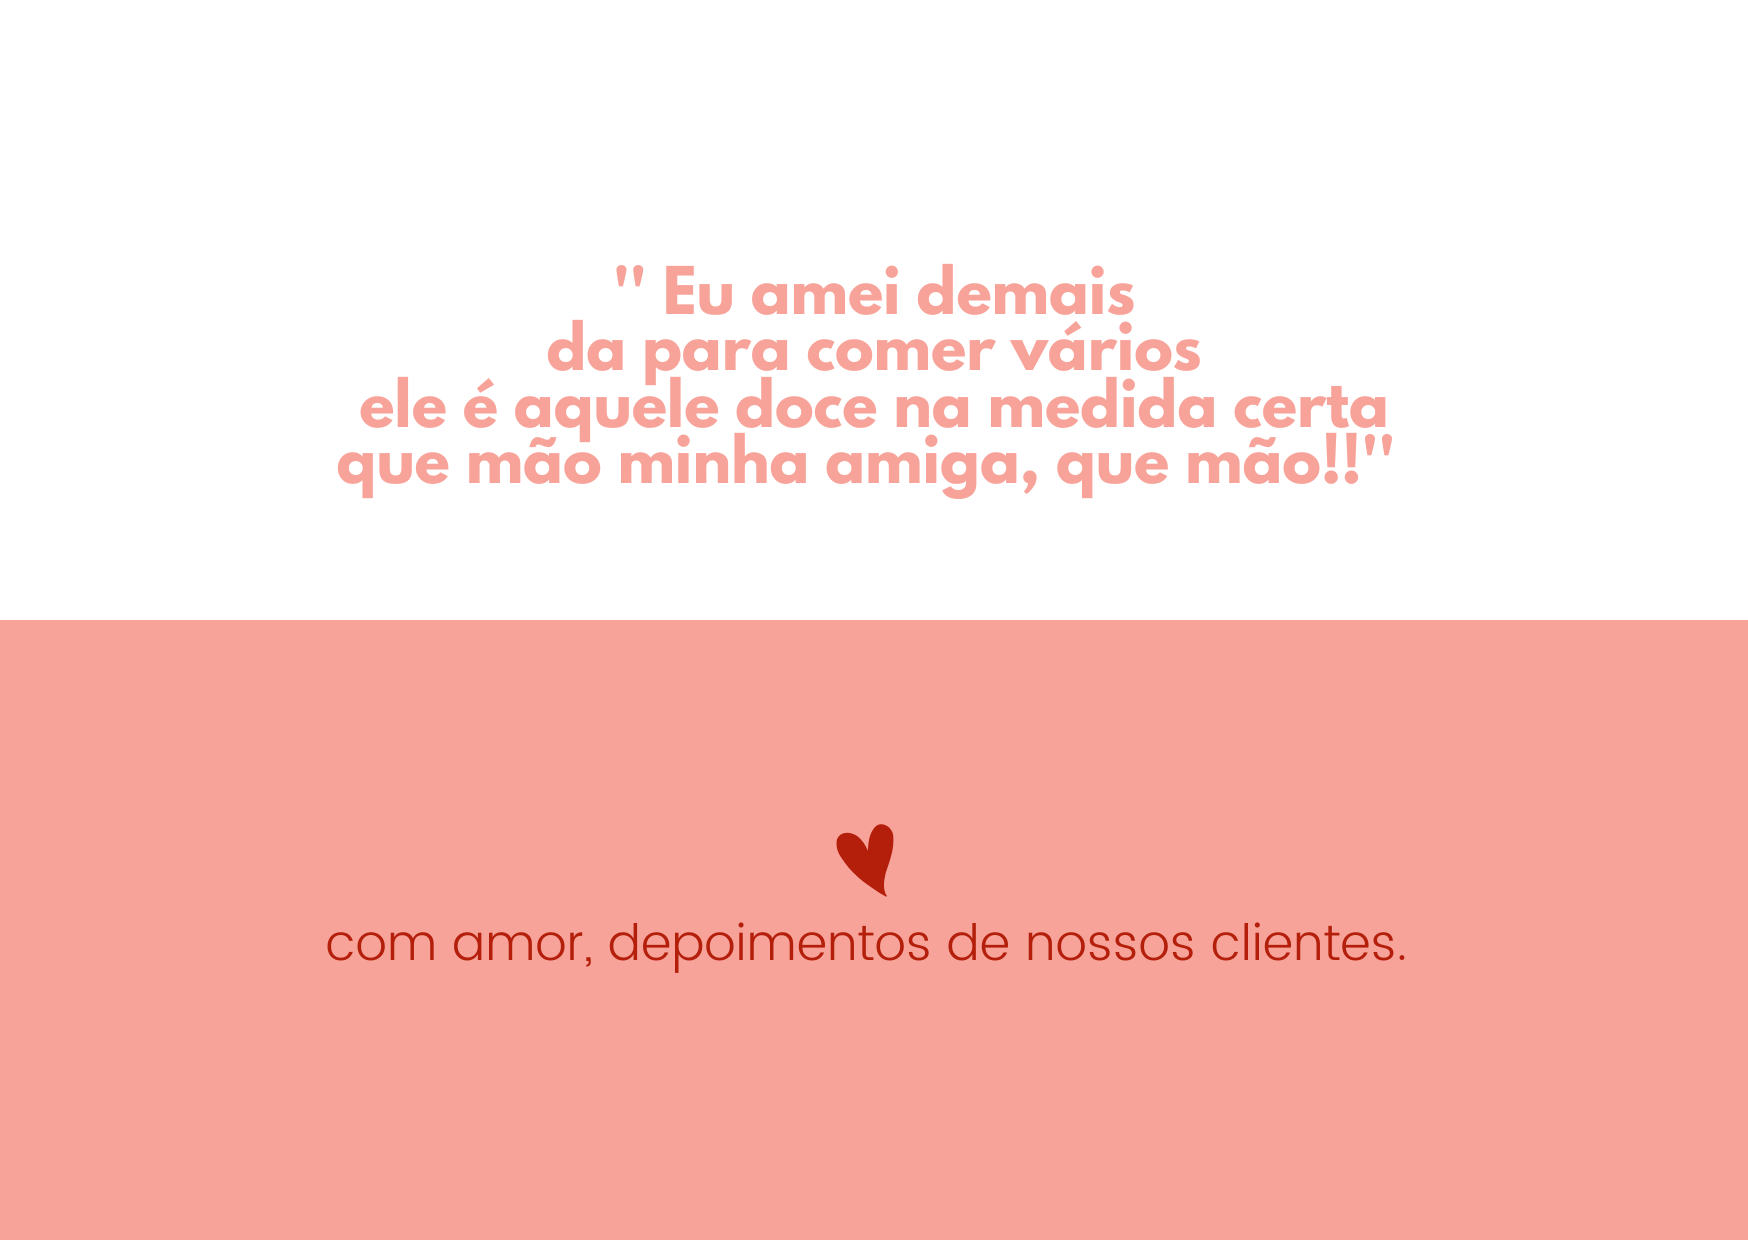 " Eu amei demais
da para comer vários
ele é aquele doce na medida certa
que mão minha amiga, que mão!!"
com amor, depoimentos de nossos clientes.